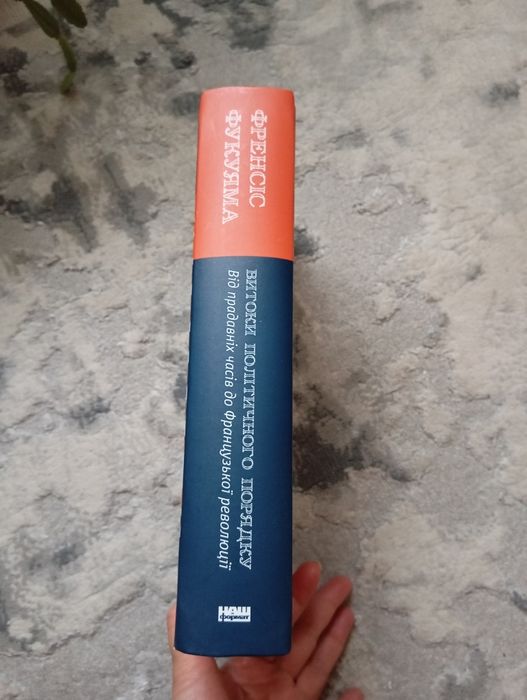 ФРЕНСІС
ФУКУЯМА
ВИТОКИ ПОЛІТИЧНОГО ПОРЯДКУ
Від прадавніх часів до Французької революції
НАШ
формат